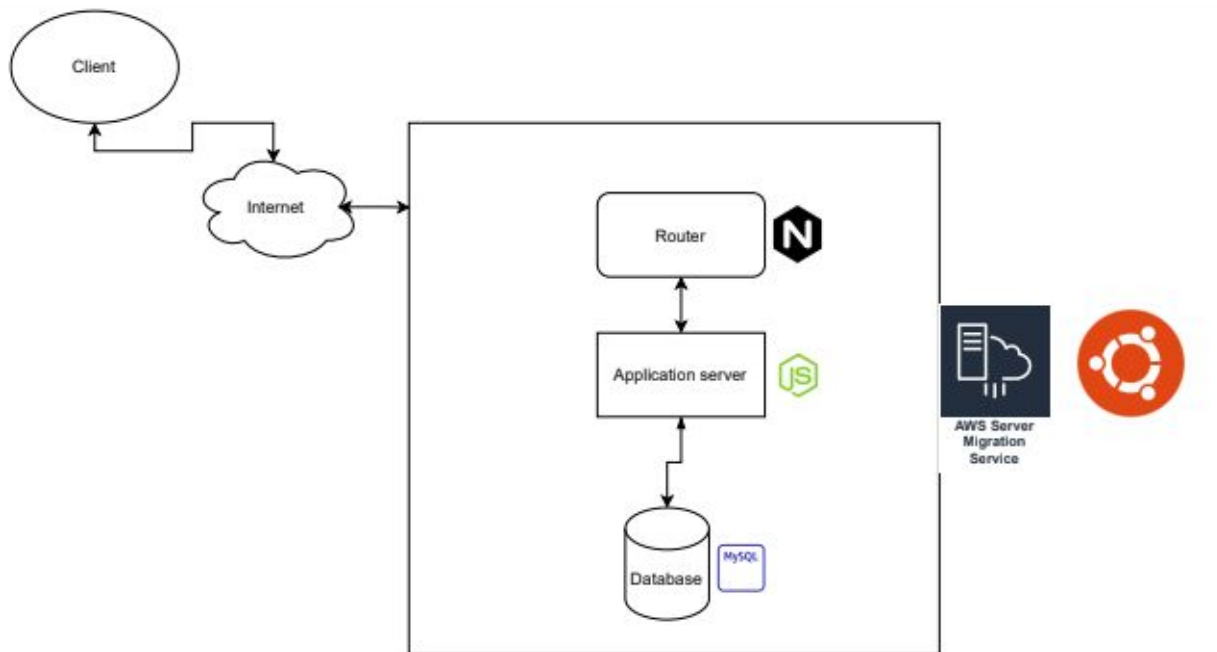 Client
Internet
Router
N
Application server
JS
AWS Server
Migration
Service
Database
MySQL